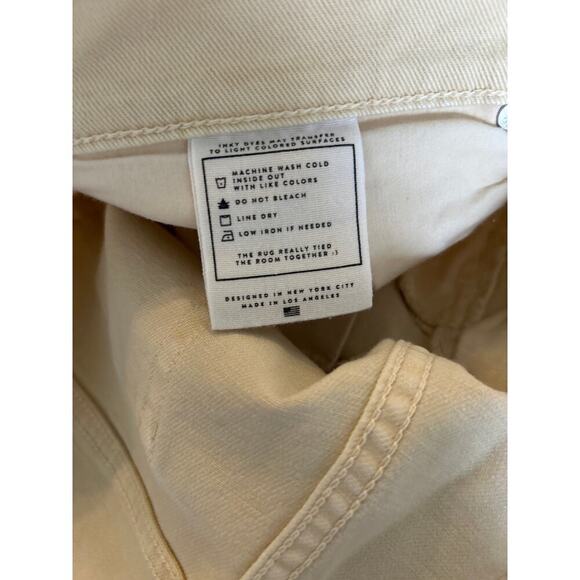 INKY DYES MAY TRANSFER
TO LIGHT COLORED SURFACES
MACHINE WASH COLD
INSIDE OUT
WITH LIKE COLORS
DO NOT BLEACH
LINE DRY
LOW IRON IF NEEDED
THE RUG REALLY TIED
THE ROOM TOGETHER :)
DESIGNED IN NEW YORK CITY
MADE IN LOS ANGELES